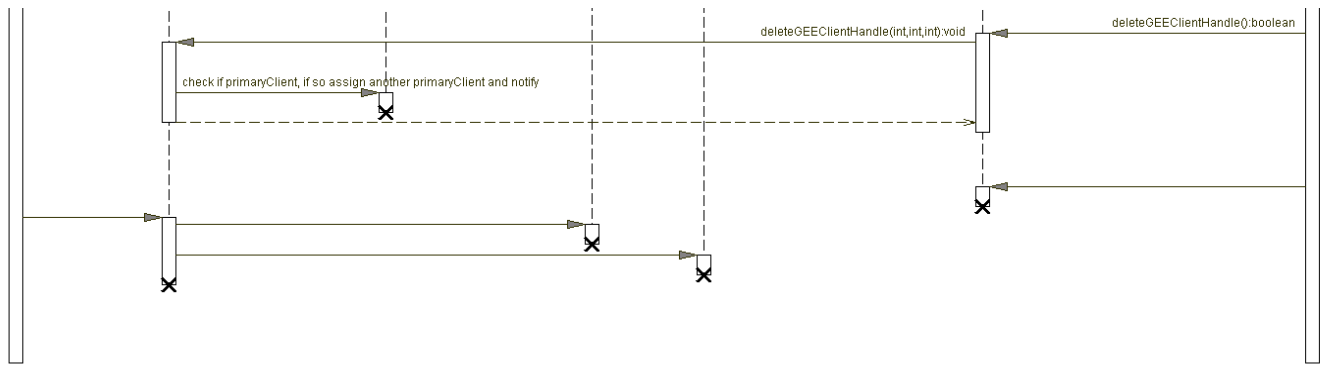 deleteGEEClientHandle():boolean
deleteGEEClientHandle(int,int,int):void
check if primaryClient, if so assign another primaryClient and notify